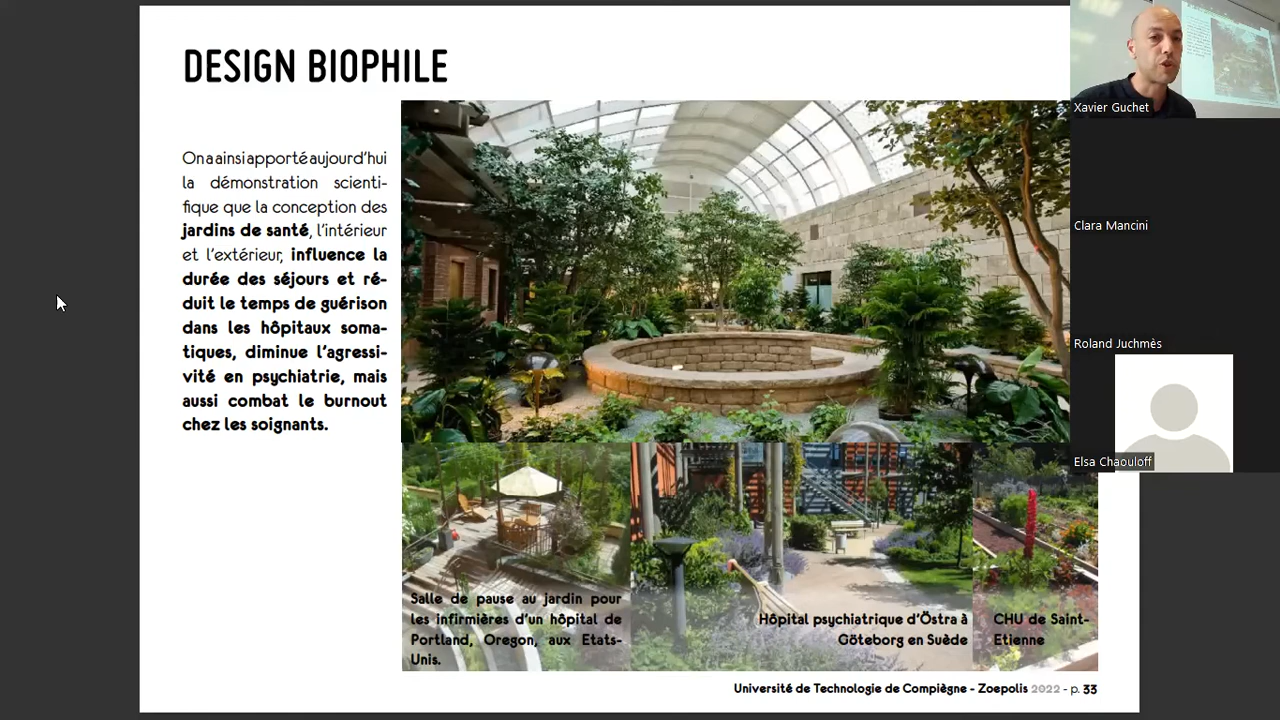 DESIGN BIOPHILE
On a ainsi apporté aujourd'hui
la démonstration scienti-
fique que la conception des
jardins de santé, l'intérieur
et l'extérieur, influence la
durée des séjours et ré-
duit le temps de guérison
dans les hôpitaux soma-
tiques, diminue l'agressi-
vité en psychiatrie, mais
aussi combat le burnout
chez les soignants.
Salle de pause au jardin pour
les infirmières d'un hôpital de
Portland, Oregon, aux Etats-
Unis.
Hôpital psychiatrique d'Östra à
Göteborg en Suède
CHU de Saint-
Etienne
Université de Technologie de Compiègne - Zoepolis 2022 - p. 33
Xavier Guchet
Clara Mancini
Roland Juchmès
Elsa Chaouloff